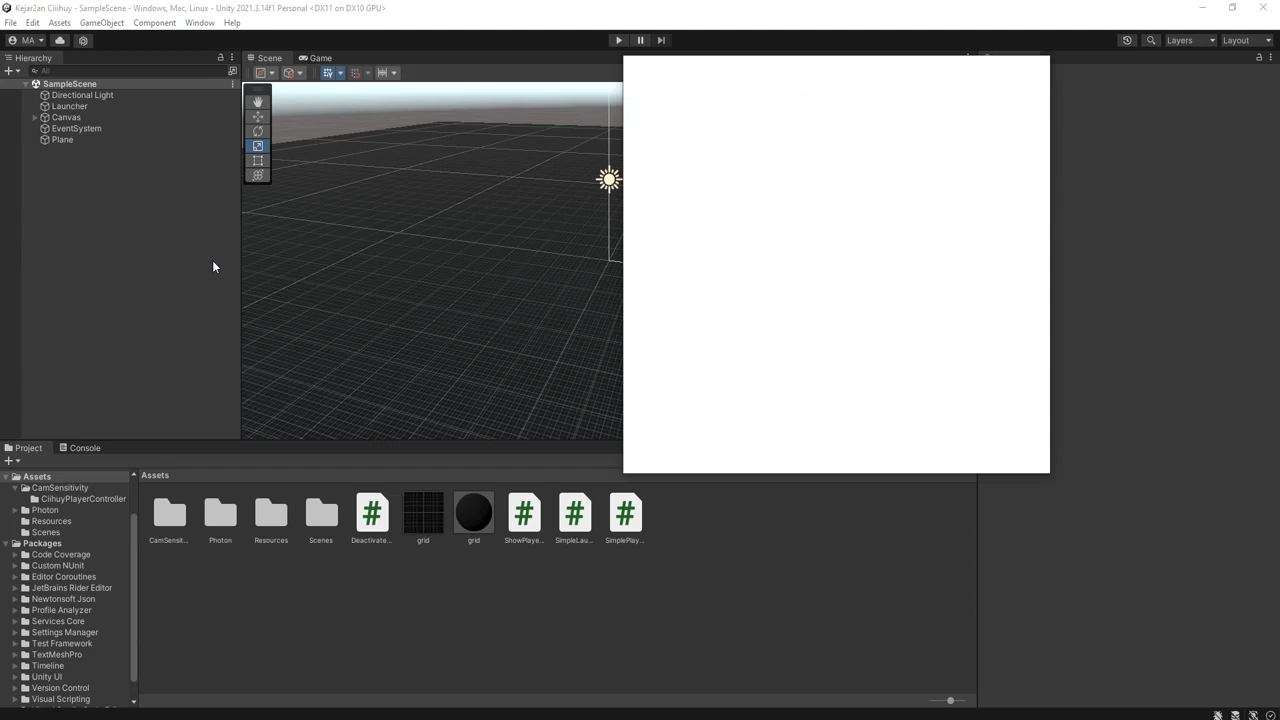 Kejar2an Ciiihuy - SampleScene - Windows, Mac, Linux - Unity 2021.3.14f1 Personal <DX11 on DX10 GPU>
File Edit Assets GameObject Component Window Help
MA Layers Layout
Hierarchy Scene Game
All
SampleScene
Directional Light
Launcher
Canvas
EventSystem
Plane
Project Console
Assets Assets
CamSensitivity
CiihuyPlayerController
Photon
Resources
Scenes
CamSensit... Photon Resources Scenes Deactivate... grid grid ShowPlaye... SimpleLau... SimplePlay...
Packages
Code Coverage
Custom NUnit
Editor Coroutines
JetBrains Rider Editor
Newtonsoft Json
Profile Analyzer
Services Core
Settings Manager
Test Framework
TextMeshPro
Timeline
Unity UI
Version Control
Visual Scripting